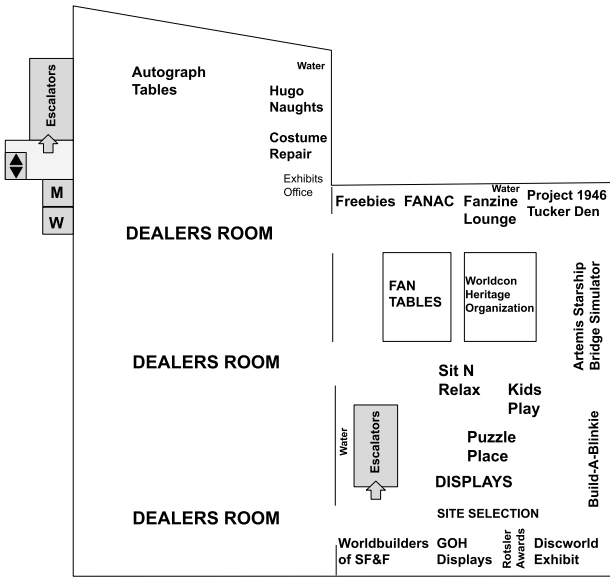 Escalators
M
W
Autograph
Tables
Water
Hugo
Naughts
Costume
Repair
Exhibits
Office
DEALERS ROOM
Freebies
FANAC
Water
Fanzine
Lounge
Project 1946
Tucker Den
FAN
TABLES
Worldcon
Heritage
Organization
Artemis Starship
Bridge Simulator
DEALERS ROOM
Sit N
Relax
Kids
Play
Water
Escalators
Puzzle
Place
Build-A-Blinkie
DISPLAYS
DEALERS ROOM
SITE SELECTION
Worldbuilders
of SF&F
GOH
Displays
Rotsler
Awards
Discworld
Exhibit